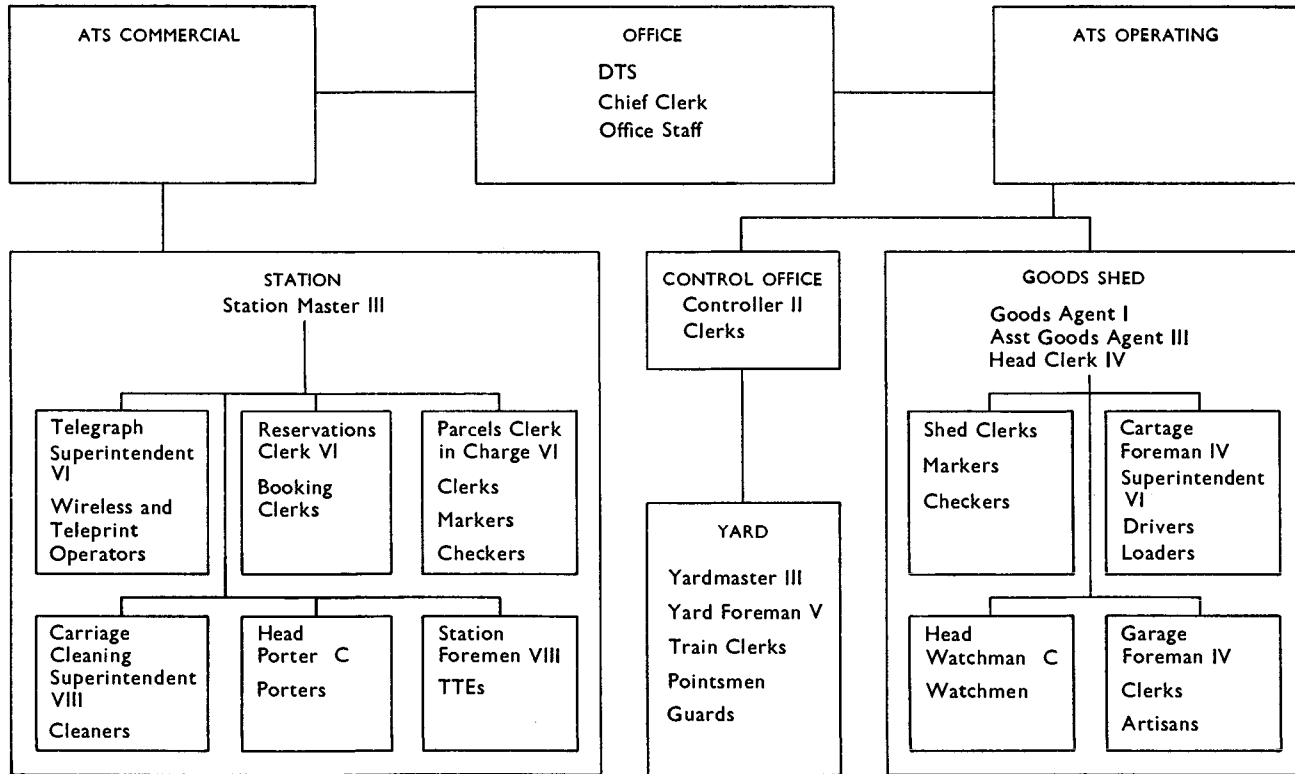 ATS COMMERCIAL
OFFICE
DTS
Chief Clerk
Office Staff
ATS OPERATING
STATION
Station Master III
Telegraph
Superintendent
VI
Wireless and
Teleprint
Operators
Reservations
Clerk VI
Booking
Clerks
Parcels Clerk
in Charge VI
Clerks
Markers
Checkers
Carriage
Cleaning
Superintendent
VIII
Cleaners
Head
Porter C
Porters
Station
Foremen VIII
TTEs
CONTROL OFFICE
Controller II
Clerks
YARD
Yardmaster III
Yard Foreman V
Train Clerks
Pointsmen
Guards
GOODS SHED
Goods Agent I
Asst Goods Agent III
Head Clerk IV
Shed Clerks
Markers
Checkers
Cartage
Foreman IV
Superintendent
VI
Drivers
Loaders
Head
Watchman C
Watchmen
Garage
Foreman IV
Clerks
Artisans